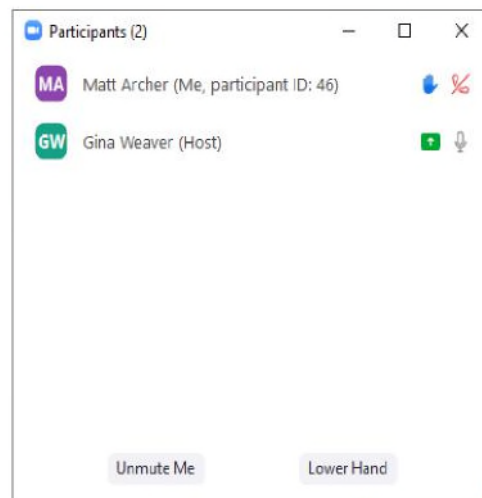 Participants (2)
MA Matt Archer (Me, participant ID: 46)
GW Gina Weaver (Host)
Unmute Me Lower Hand